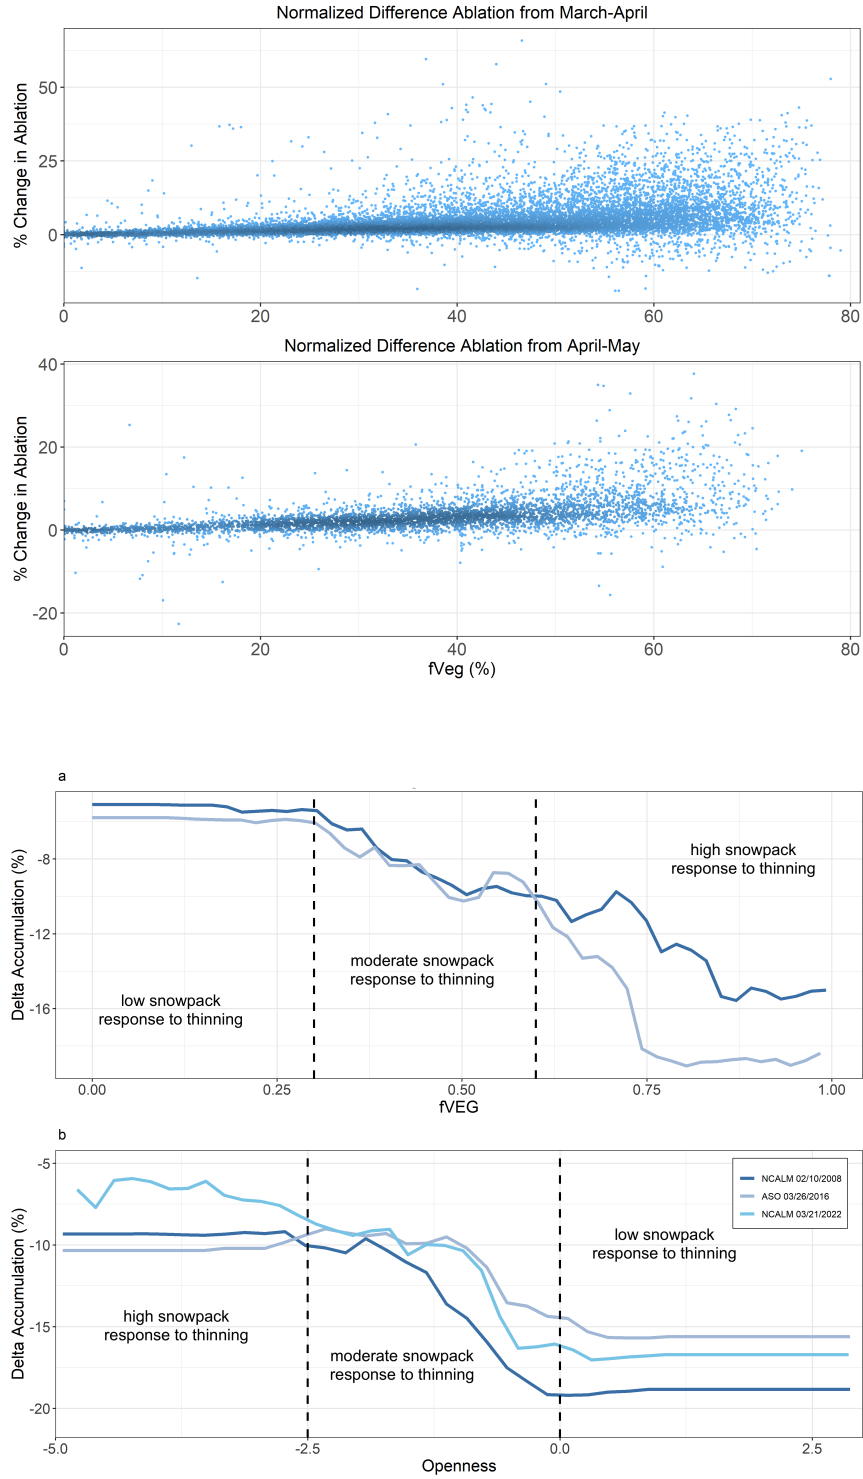 Normalized Difference Ablation from March-April
% Change in Ablation
50
25
0
0 20 40 60 80
Normalized Difference Ablation from April-May
% Change in Ablation
40
20
0
-20
0 20 40 60 80
fVeg (%)
a
Delta Accumulation (%)
-8
-12
-16
high snowpack
response to thinning
moderate snowpack
response to thinning
low snowpack
response to thinning
0.00 0.25 0.50 0.75 1.00
fVEG
b
Delta Accumulation (%)
-5
-10
-15
-20
NCALM 02/10/2008
ASO 03/26/2016
NCALM 03/21/2022
low snowpack
response to thinning
high snowpack
response to thinning
moderate snowpack
response to thinning
-5.0 -2.5 0.0 2.5
Openness